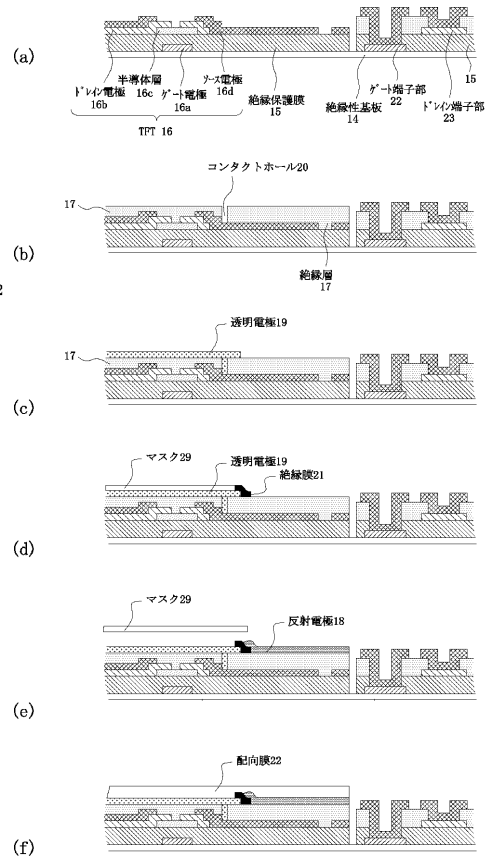 (a)
ドレイン電極
16b
半導体層
16c
ゲート電極
16a
ソース電極
16d
TFT 16
絶縁保護膜
15
絶縁性基板
14
ゲート端子部
22
ドレイン端子部
23
15
(b)
17
コンタクトホール20
絶縁層
17
2
(c)
17
透明電極19
(d)
マスク29
透明電極19
絶縁膜21
(e)
マスク29
反射電極18
(f)
配向膜22